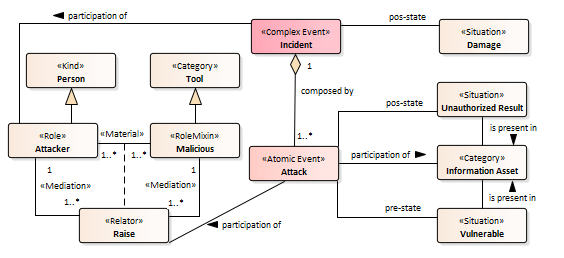 participation of
«Complex Event»
Incident
pos-state
«Situation»
Damage
«Kind»
Person
«Category»
Tool
1
composed by
1..*
«Situation»
Unauthorized Result
pos-state
is present in
«Role»
Attacker
«Material»
1..*
1..*
«RoleMixin»
Malicious
«Atomic Event»
Attack
participation of
«Category»
Information Asset
1
«Mediation»
1..*
1
«Mediation»
1..*
is present in
pre-state
«Relator»
Raise
participation of
«Situation»
Vulnerable